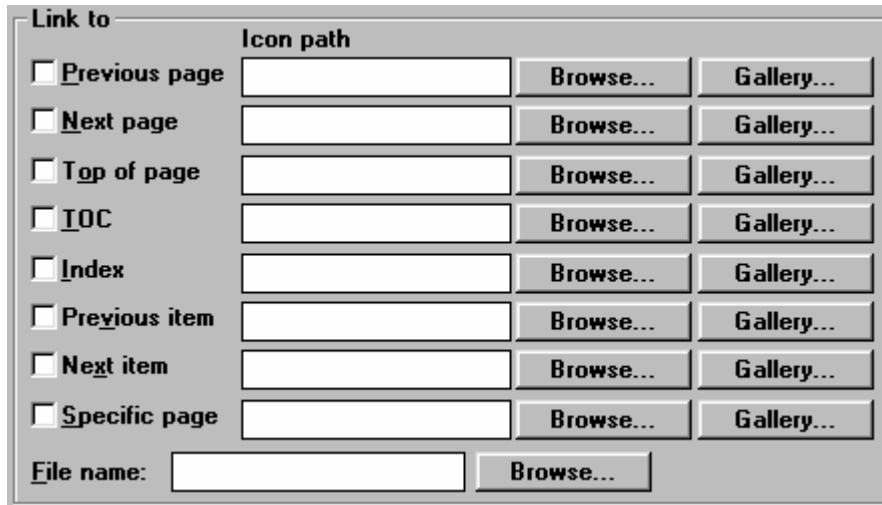 Link to
Icon path
Previous page Browse... Gallery...
Next page Browse... Gallery...
Top of page Browse... Gallery...
TOC Browse... Gallery...
Index Browse... Gallery...
Previous item Browse... Gallery...
Next item Browse... Gallery...
Specific page Browse... Gallery...
File name: Browse...